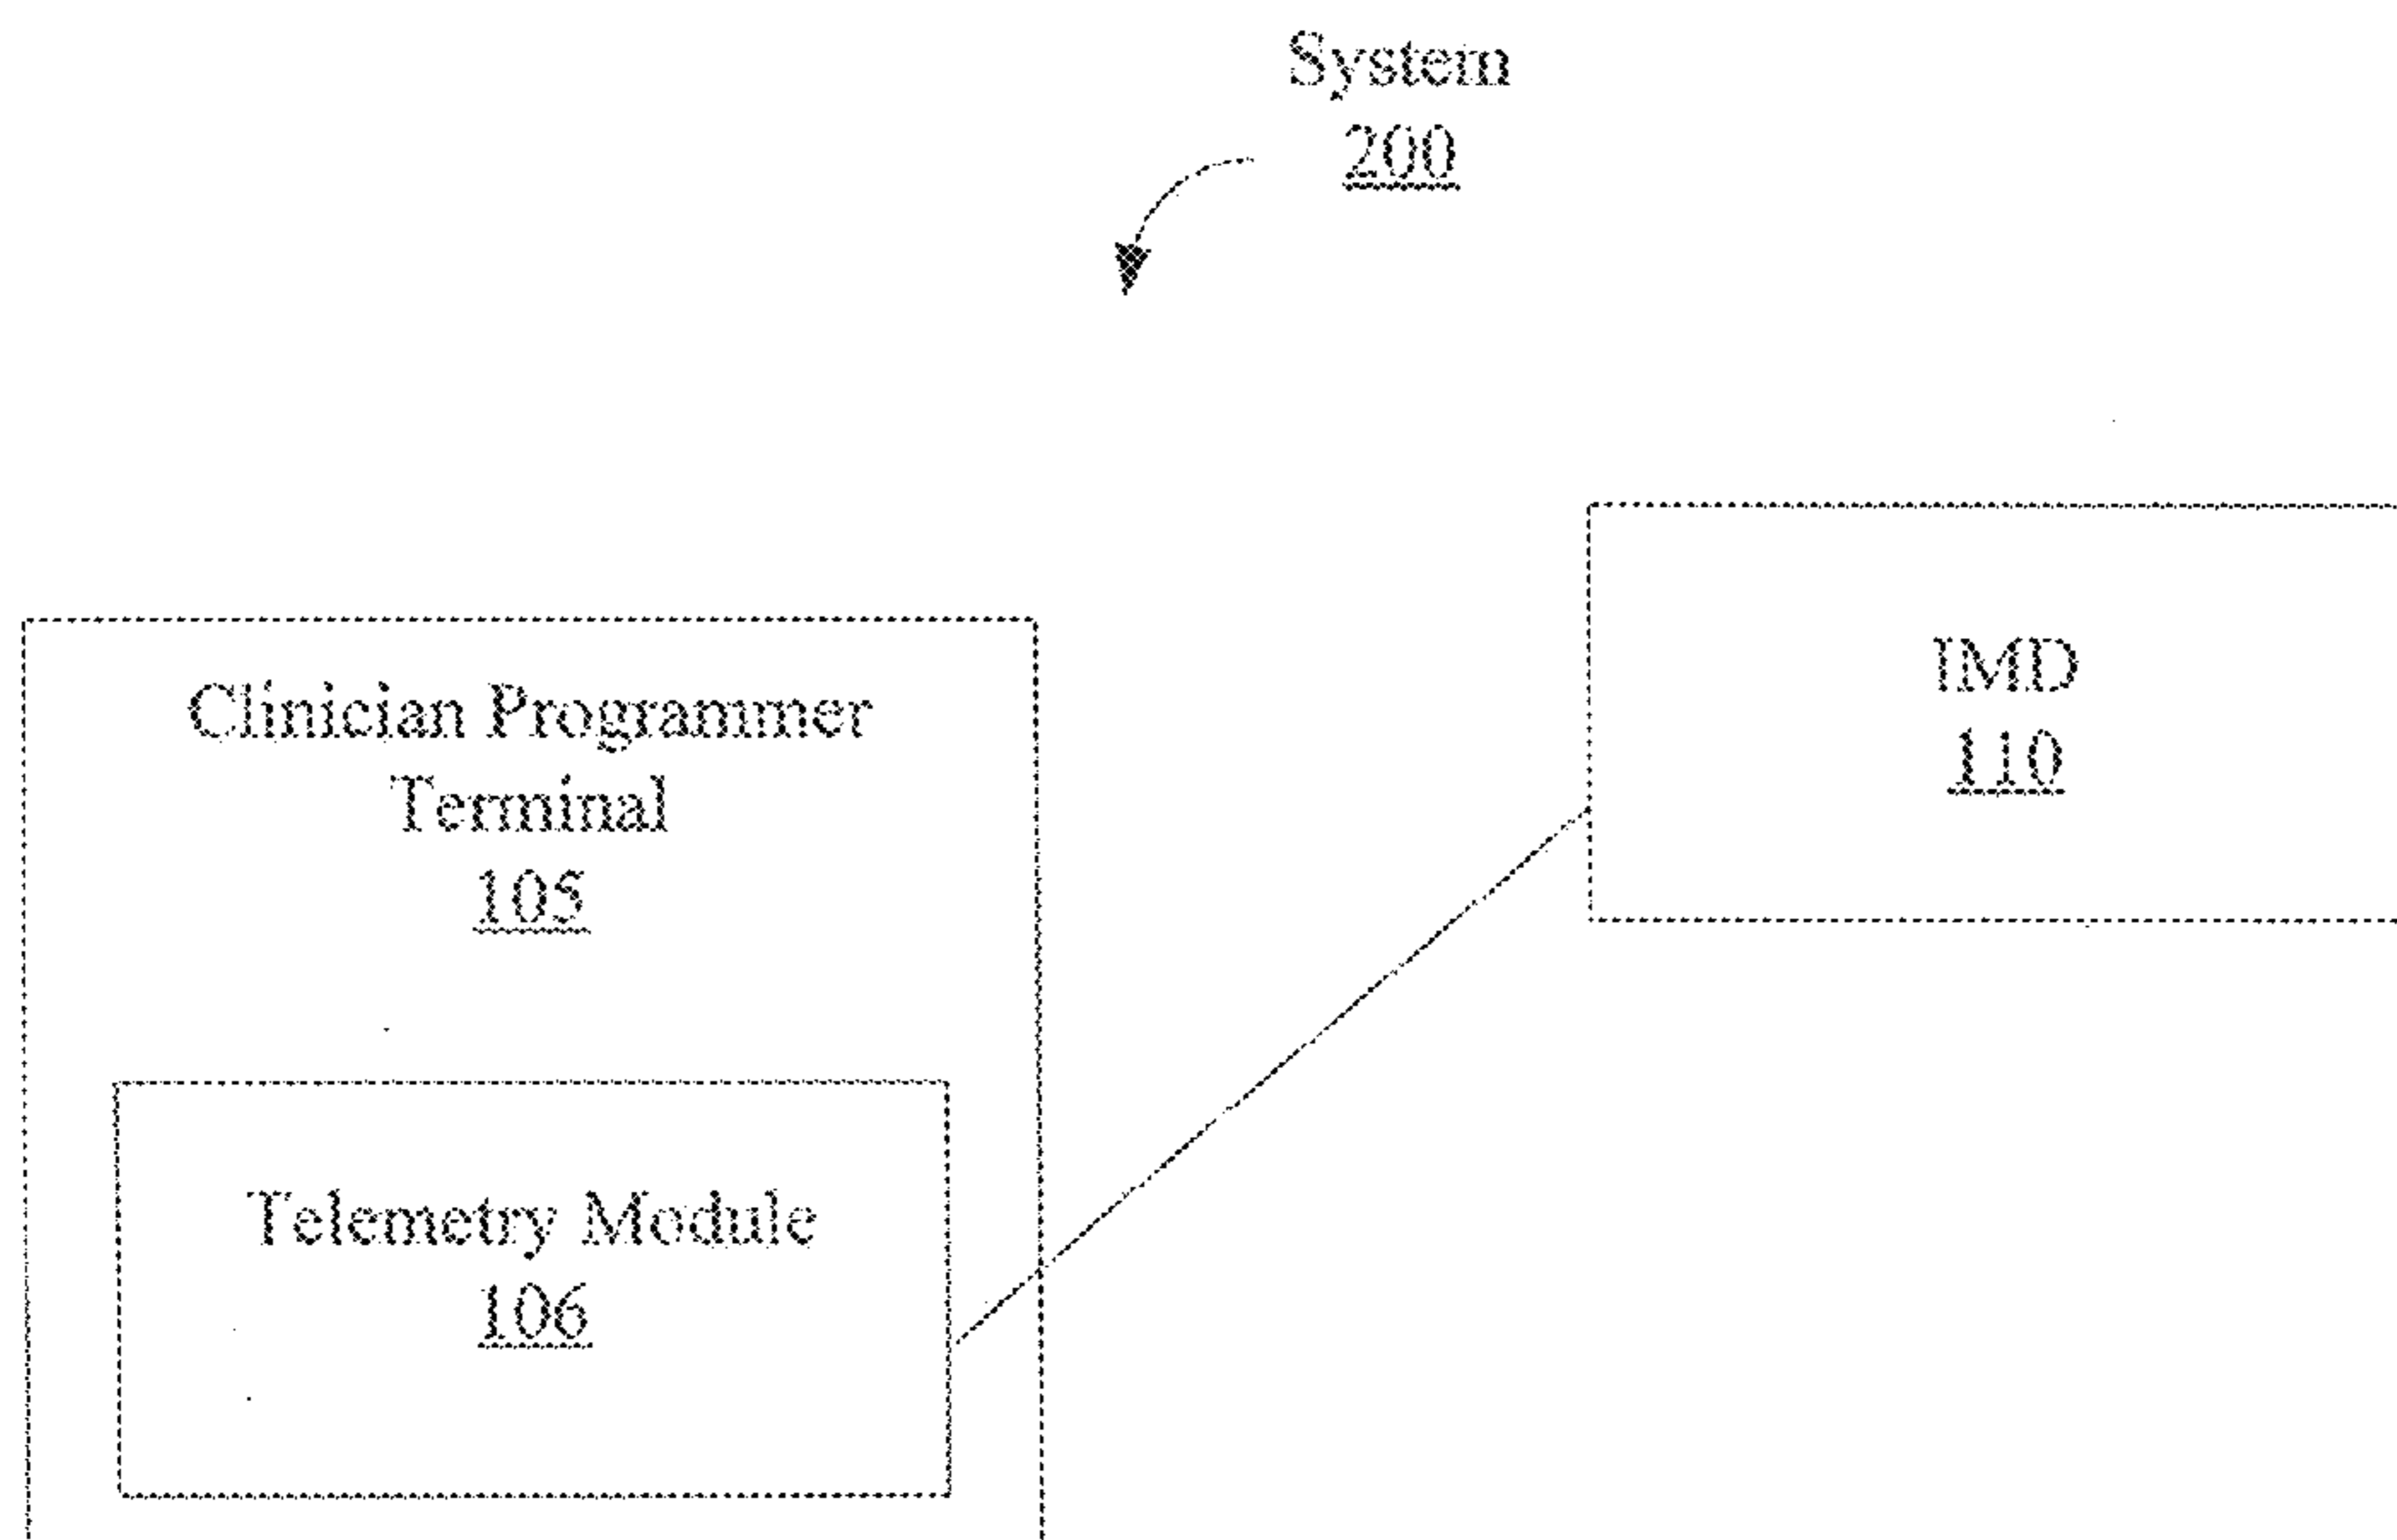 System
200
IMD
110
Clinician Programmer
Terminal
105
Telemetry Module
106